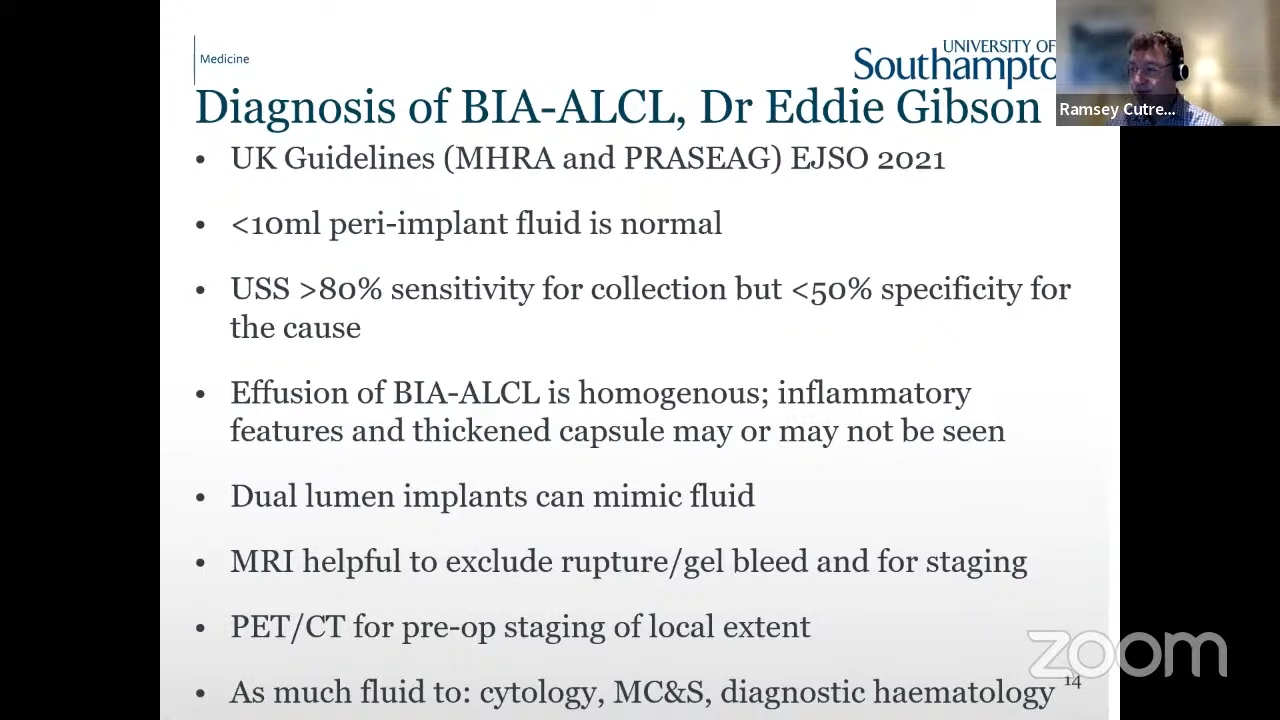 Medicine
UNIVERSITY OF
Southampto
Diagnosis of BIA-ALCL, Dr Eddie Gibson
Ramsey Cutre...
• UK Guidelines (MHRA and PRASEAG) EJSO 2021
• <10ml peri-implant fluid is normal
• USS >80% sensitivity for collection but <50% specificity for
the cause
• Effusion of BIA-ALCL is homogenous; inflammatory
features and thickened capsule may or may not be seen
• Dual lumen implants can mimic fluid
• MRI helpful to exclude rupture/gel bleed and for staging
• PET/CT for pre-op staging of local extent
• As much fluid to: cytology, MC&S, diagnostic haematology
14
zoom